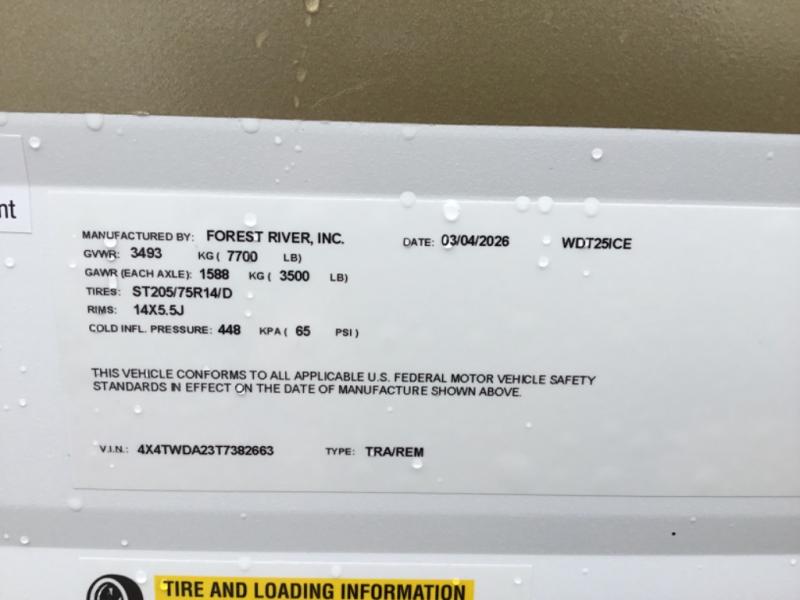 nt
MANUFACTURED BY: FOREST RIVER, INC. DATE: 03/04/2026 WDT25ICE
GVWR: 3493 KG ( 7700 LB)
GAWR (EACH AXLE): 1588 KG ( 3500 LB)
TIRES: ST205/75R14/D
RIMS: 14X5.5J
COLD INFL. PRESSURE: 448 KPA ( 65 PSI )
THIS VEHICLE CONFORMS TO ALL APPLICABLE U.S. FEDERAL MOTOR VEHICLE SAFETY
STANDARDS IN EFFECT ON THE DATE OF MANUFACTURE SHOWN ABOVE.
V.I.N.: 4X4TWDA23T7382663 TYPE: TRA/REM
TIRE AND LOADING INFORMATION